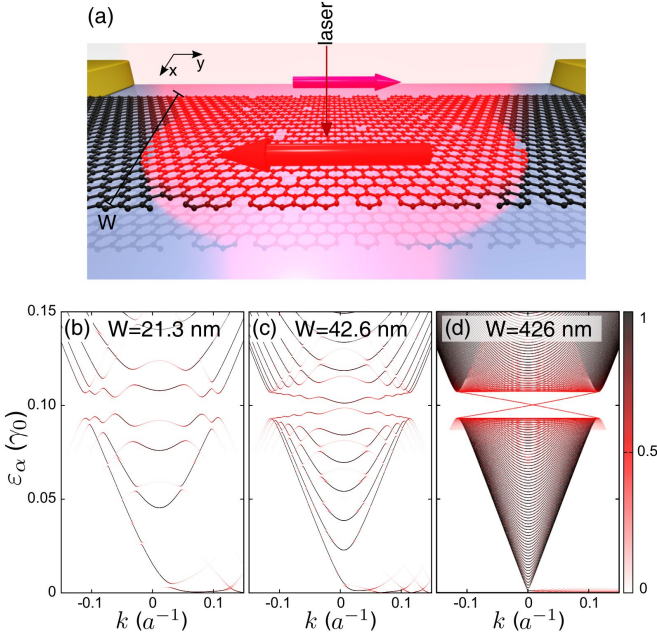 (a)
laser
x
y
W
(b) W=21.3 nm
(c) W=42.6 nm
(d) W=426 nm
0.15
0.10
0.05
0
ε_α (γ₀)
1
0.5
0
-0.1 0 0.1
-0.1 0 0.1
-0.1 0 0.1
k (a⁻¹)
k (a⁻¹)
k (a⁻¹)